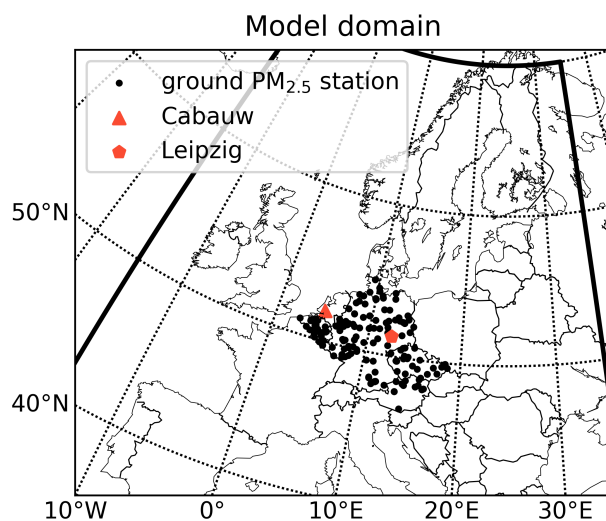 Model domain
ground PM₂.₅ station
Cabauw
Leipzig
50°N
40°N
10°W 0° 10°E 20°E 30°E